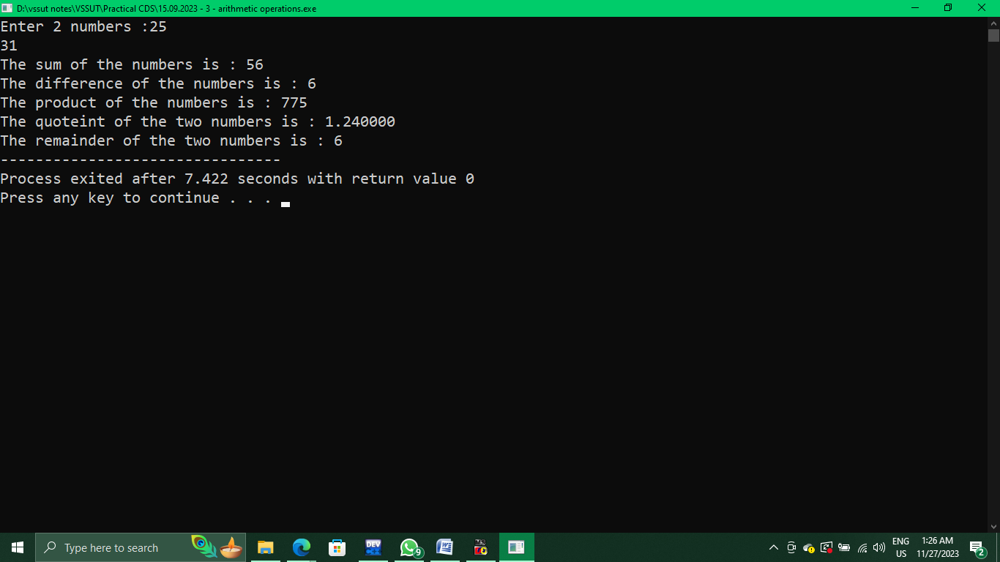 D:\vssut notes\VSSUT\Practical CDS\15.09.2023 - 3 - arithmetic operations.exe
Enter 2 numbers :25
31
The sum of the numbers is : 56
The difference of the numbers is : 6
The product of the numbers is : 775
The quoteint of the two numbers is : 1.240000
The remainder of the two numbers is : 6
--------------------------------
Process exited after 7.422 seconds with return value 0
Press any key to continue . . .
Type here to search
DEV
9
ENG
US
1:26 AM
11/27/2023
2